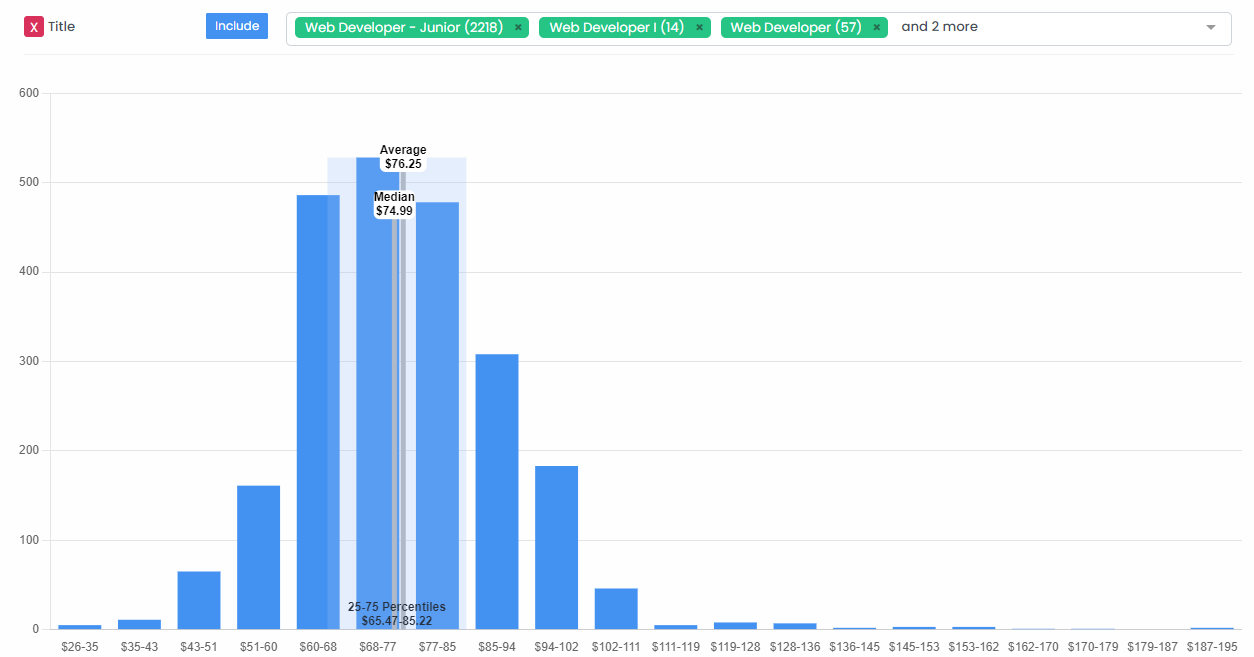 X Title Include Web Developer - Junior (2218) × Web Developer I (14) × Web Developer (57) × and 2 more
600
Average
$76.25
500
Median
$74.99
400
300
200
100
25-75 Percentiles
$65.47-85.22
0
$26-35 $35-43 $43-51 $51-60 $60-68 $68-77 $77-85 $85-94 $94-102 $102-111 $111-119 $119-128 $128-136 $136-145 $145-153 $153-162 $162-170 $170-179 $179-187 $187-195